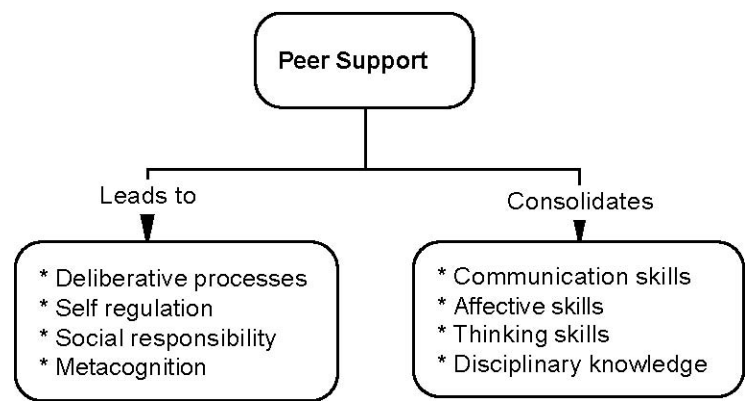 Peer Support
Leads to
Consolidates
* Deliberative processes
* Self regulation
* Social responsibility
* Metacognition
* Communication skills
* Affective skills
* Thinking skills
* Disciplinary knowledge